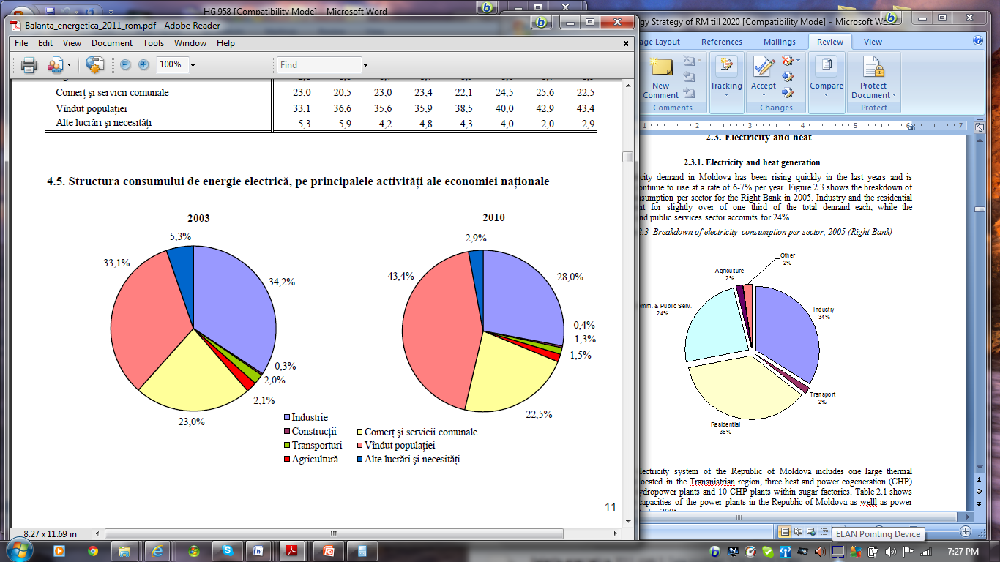 HG 958 [Compatibility Mode] - Microsoft Word
Balanta_energetica_2011_rom.pdf - Adobe Reader
File Edit View Document Tools Window Help
100%
Find
Comerț şi servicii comunale 23,0 20,5 23,0 23,4 22,1 24,5 25,6 22,5
Vîndut populației 33,1 36,6 35,6 35,9 38,5 40,0 42,9 43,4
Alte lucrări şi necesități 5,3 5,9 4,2 4,8 4,3 4,0 2,0 2,9
4.5. Structura consumului de energie electrică, pe principalele activități ale economiei naționale
2003
5,3%
33,1%
34,2%
0,3%
2,0%
2,1%
23,0%
2010
2,9%
43,4%
28,0%
0,4%
1,3%
1,5%
22,5%
Industrie
Construcții
Transporturi
Agricultură
Comerț şi servicii comunale
Vîndut populației
Alte lucrări şi necesități
11
8.27 x 11.69 in
gy Strategy of RM till 2020 [Compatibility Mode] - Microsoft Word
age Layout References Mailings Review View
New Comment
Comments
Tracking
Accept
Changes
Compare
Protect Document
Protect
1 2 3 4 5 6 7
2.3. Electricity and heat
2.3.1. Electricity and heat generation
city demand in Moldova has been rising quickly in the last years and is
ontinue to rise at a rate of 6-7% per year. Figure 2.3 shows the breakdown of
nsumption per sector for the Right Bank in 2005. Industry and the residential
nt for slightly over of one third of the total demand each, while the
nd public services sector accounts for 24%.
2.3 Breakdown of electricity consumption per sector, 2005 (Right Bank)
Other
2%
Agriculture
2%
mm. & Public Serv.
24%
Industry
34%
Transport
2%
Residential
36%
lectricity system of the Republic of Moldova includes one large thermal
located in the Transnistrian region, three heat and power cogeneration (CHP)
ydropower plants and 10 CHP plants within sugar factories. Table 2.1 shows
capacities of the power plants in the Republic of Moldova as welll as power
ELAN Pointing Device
7:27 PM